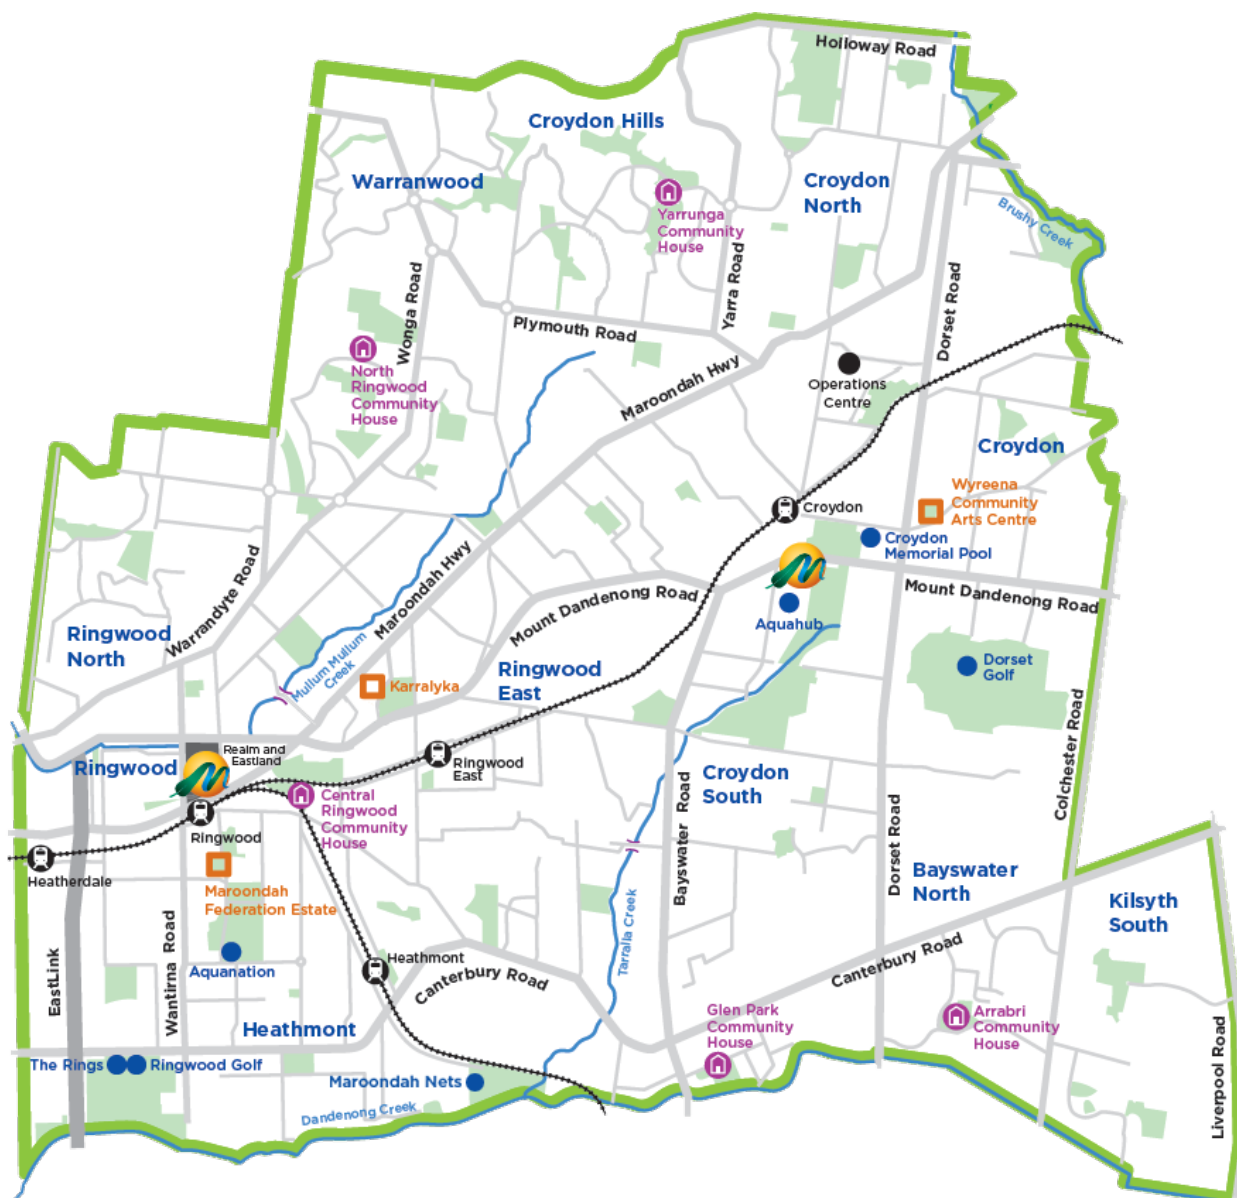 Holloway Road
Croydon Hills
Warranwood
Croydon
North
Yarrunga
Community
House
Brushy Creek
Yarra Road
Dorset Road
Wonga Road
Plymouth Road
Maroondah Hwy
North
Ringwood
Community
House
Operations
Centre
Croydon
Wyreena
Community
Arts Centre
Croydon
Croydon
Memorial Pool
Maroondah Hwy
Warrandyte Road
Mount Dandenong Road
Mount Dandenong Road
Aquahub
Ringwood
North
Mullum Mullum
Creek
Karralyka
Ringwood
East
Dorset
Golf
Colchester Road
Realm and
Eastland
Ringwood
M
M
Ringwood
East
Croydon
South
Bayswater Road
Central
Ringwood
Community
House
Ringwood
Heatherdale
Maroondah
Federation Estate
Dorset Road
Bayswater
North
Kilsyth
South
Tarralla Creek
Wantirna Road
EastLink
Aquanation
Heathmont
Canterbury Road
Canterbury Road
Heathmont
Glen Park
Community
House
Arrabri
Community
House
Liverpool Road
The Rings
Ringwood Golf
Maroondah Nets
Dandenong Creek